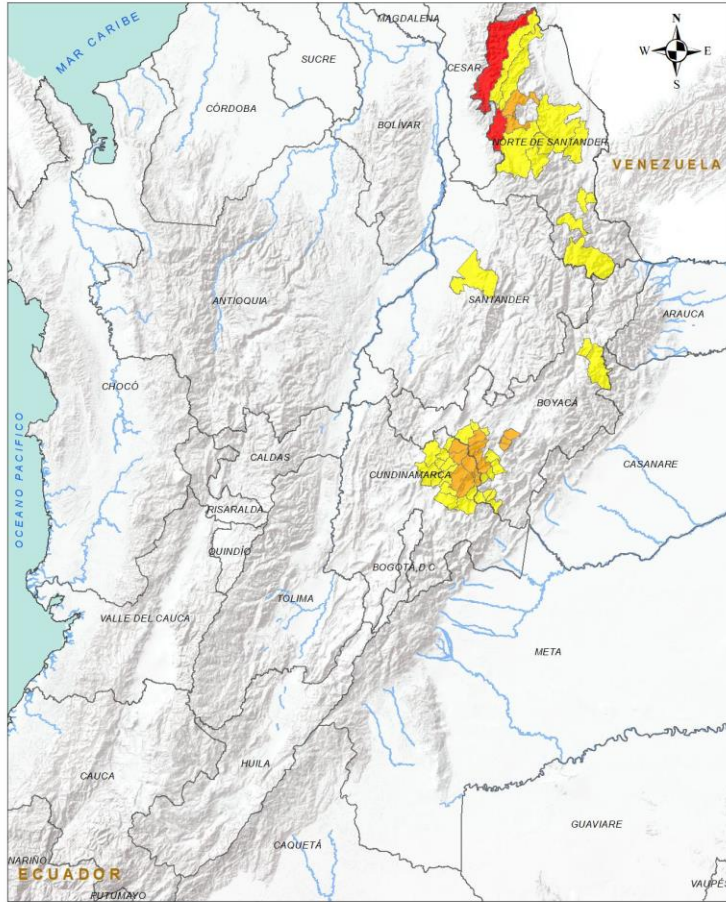 MAGDALENA
MAR CARIBE
N
W E
S
SUCRE
CESAR
CÓRDOBA
BOLÍVAR
NORTE DE SANTANDER
VENEZUELA
ANTIOQUIA
SANTANDER
ARAUCA
CHOCÓ
BOYACÁ
CALDAS
CUNDINAMARCA
CASANARE
OCEANO PACIFICO
RISARALDA
QUINDÍO
BOGOTÁ, D.C
TOLIMA
VALLE DEL CAUCA
META
HUILA
CAUCA
GUAVIARE
CAQUETÁ
NARIÑO
ECUADOR
PUTUMAYO
VAUPÉS